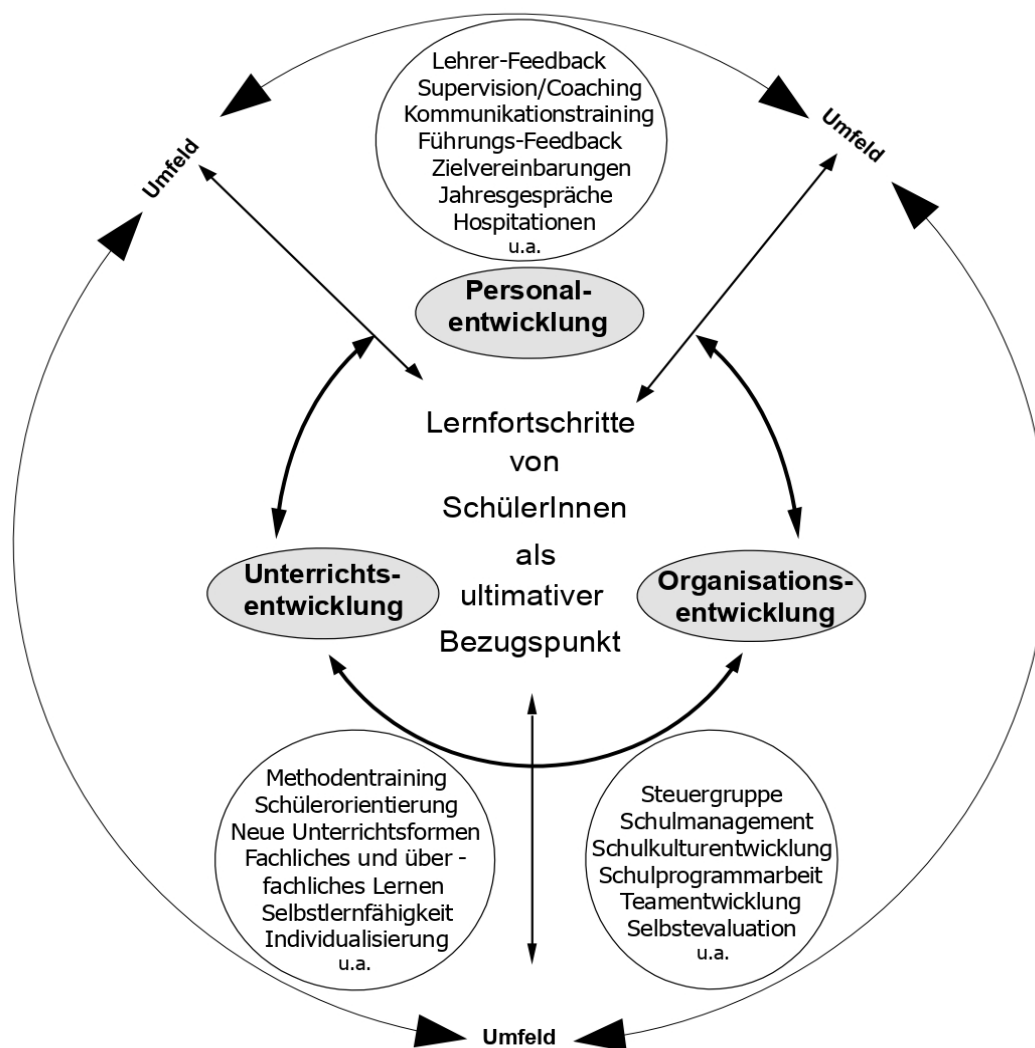 Lehrer-Feedback
Supervision/Coaching
Kommunikationstraining
Führungs-Feedback
Zielvereinbarungen
Jahresgespräche
Hospitationen
u.a.
Umfeld
Umfeld
Personal-
entwicklung
Lernfortschritte
von
SchülerInnen
als
ultimativer
Bezugspunkt
Unterrichts-
entwicklung
Organisations-
entwicklung
Methodentraining
Schülerorientierung
Neue Unterrichtsformen
Fachliches und über -
fachliches Lernen
Selbstlernfähigkeit
Individualisierung
u.a.
Steuergruppe
Schulmanagement
Schulkulturentwicklung
Schulprogrammarbeit
Teamentwicklung
Selbstevaluation
u.a.
Umfeld